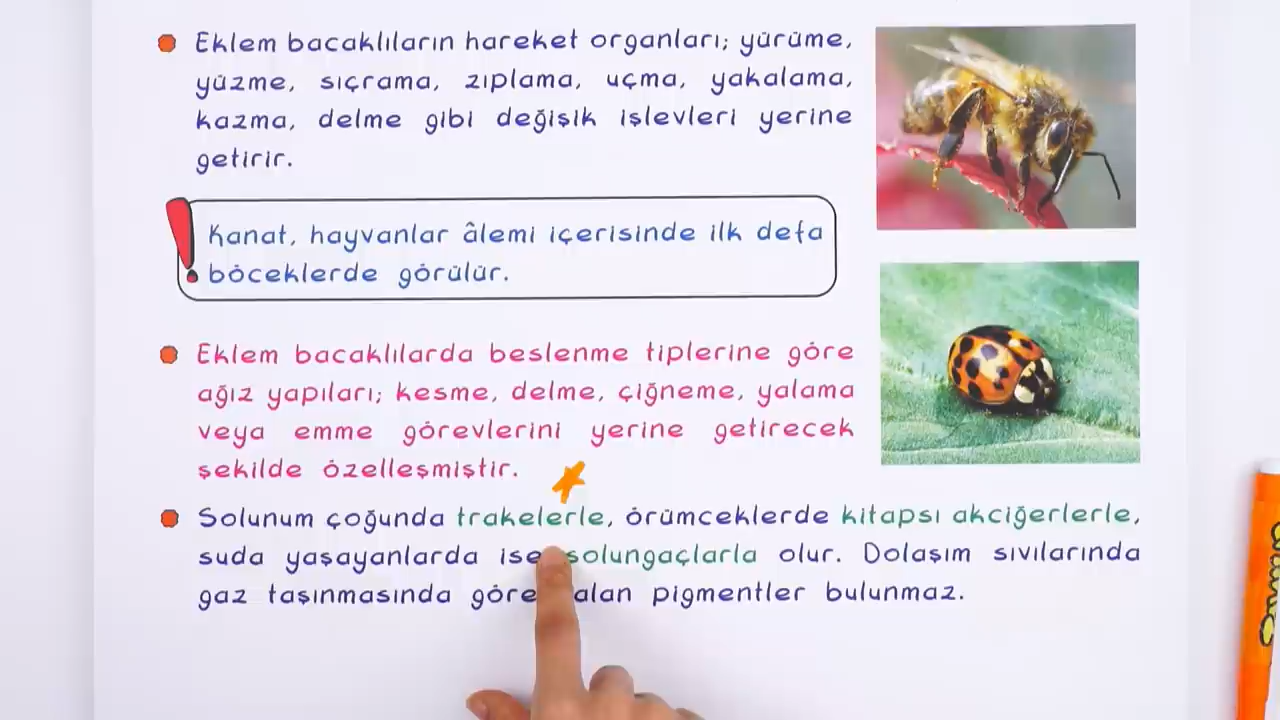 Eklem bacaklıların hareket organları; yürüme,
yüzme, sıçrama, zıplama, uçma, yakalama,
kazma, delme gibi değişik işlevleri yerine
getirir.
Kanat, hayvanlar âlemi içerisinde ilk defa
böceklerde görülür.
Eklem bacaklılarda beslenme tiplerine göre
ağız yapıları; kesme, delme, çiğneme, yalama
veya emme görevlerini yerine getirecek
şekilde özelleşmiştir.
Solunum çoğunda trakelerle, örümceklerde kitapsı akciğerlerle,
suda yaşayanlarda ise solungaçlarla olur. Dolaşım sıvılarında
gaz taşınmasında göre alan pigmentler bulunmaz.